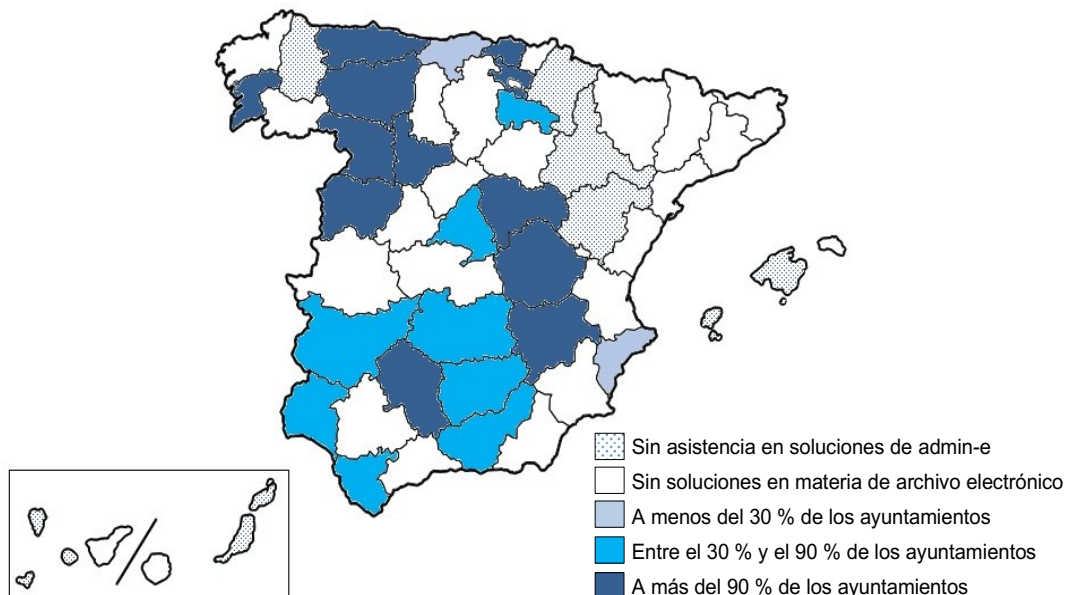 Sin asistencia en soluciones de admin-e
Sin soluciones en materia de archivo electrónico
A menos del 30 % de los ayuntamientos
Entre el 30 % y el 90 % de los ayuntamientos
A más del 90 % de los ayuntamientos